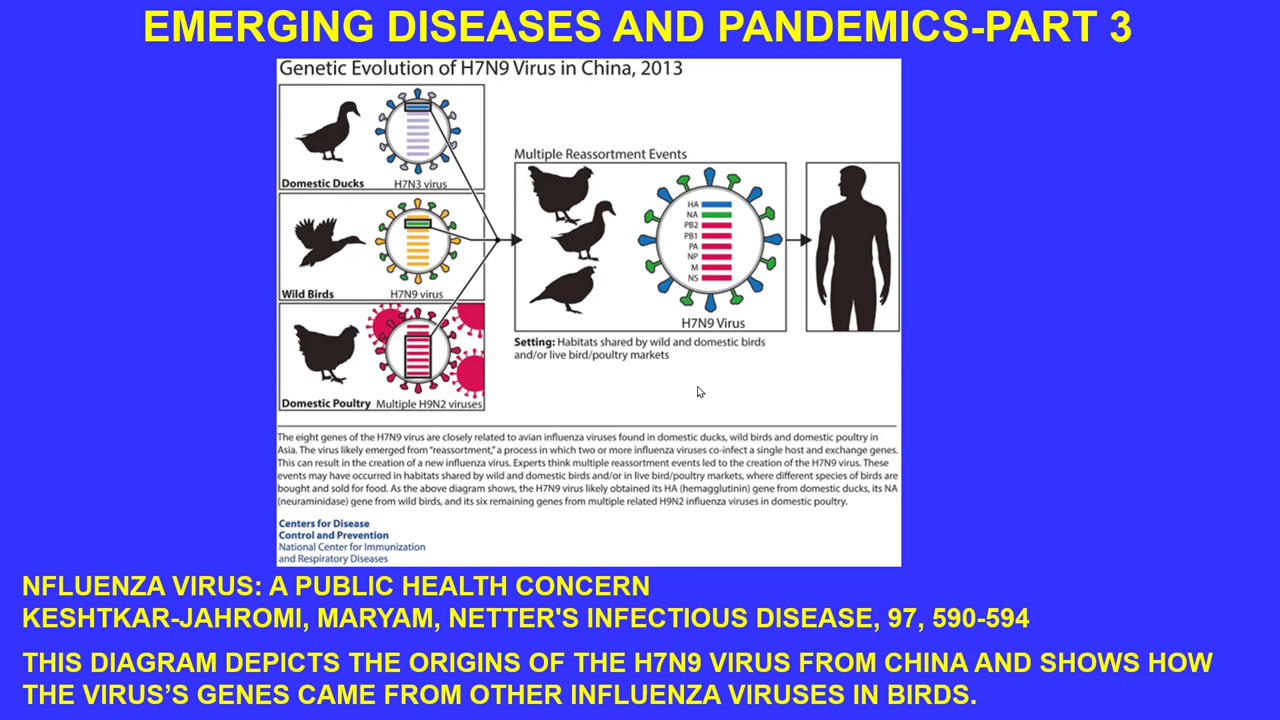 EMERGING DISEASES AND PANDEMICS-PART 3
Genetic Evolution of H7N9 Virus in China, 2013
Domestic Ducks
H7N3 virus
Wild Birds
H7N9 virus
Domestic Poultry
Multiple H9N2 viruses
Multiple Reassortment Events
HA
NA
PB2
PB1
PA
NP
M
NS
H7N9 Virus
Setting: Habitats shared by wild and domestic birds
and/or live bird/poultry markets
The eight genes of the H7N9 virus are closely related to avian influenza viruses found in domestic ducks, wild birds and domestic poultry in
Asia. The virus likely emerged from "reassortment," a process in which two or more influenza viruses co-infect a single host and exchange genes.
This can result in the creation of a new influenza virus. Experts think multiple reassortment events led to the creation of the H7N9 virus. These
events may have occurred in habitats shared by wild and domestic birds and/or in live bird/poultry markets, where different species of birds are
bought and sold for food. As the above diagram shows, the H7N9 virus likely obtained its HA (hemagglutinin) gene from domestic ducks, its NA
(neuraminidase) gene from wild birds, and its six remaining genes from multiple related H9N2 influenza viruses in domestic poultry.
Centers for Disease
Control and Prevention
National Center for Immunization
and Respiratory Diseases
NFLUENZA VIRUS: A PUBLIC HEALTH CONCERN
KESHTKAR-JAHROMI, MARYAM, NETTER'S INFECTIOUS DISEASE, 97, 590-594
THIS DIAGRAM DEPICTS THE ORIGINS OF THE H7N9 VIRUS FROM CHINA AND SHOWS HOW
THE VIRUS'S GENES CAME FROM OTHER INFLUENZA VIRUSES IN BIRDS.